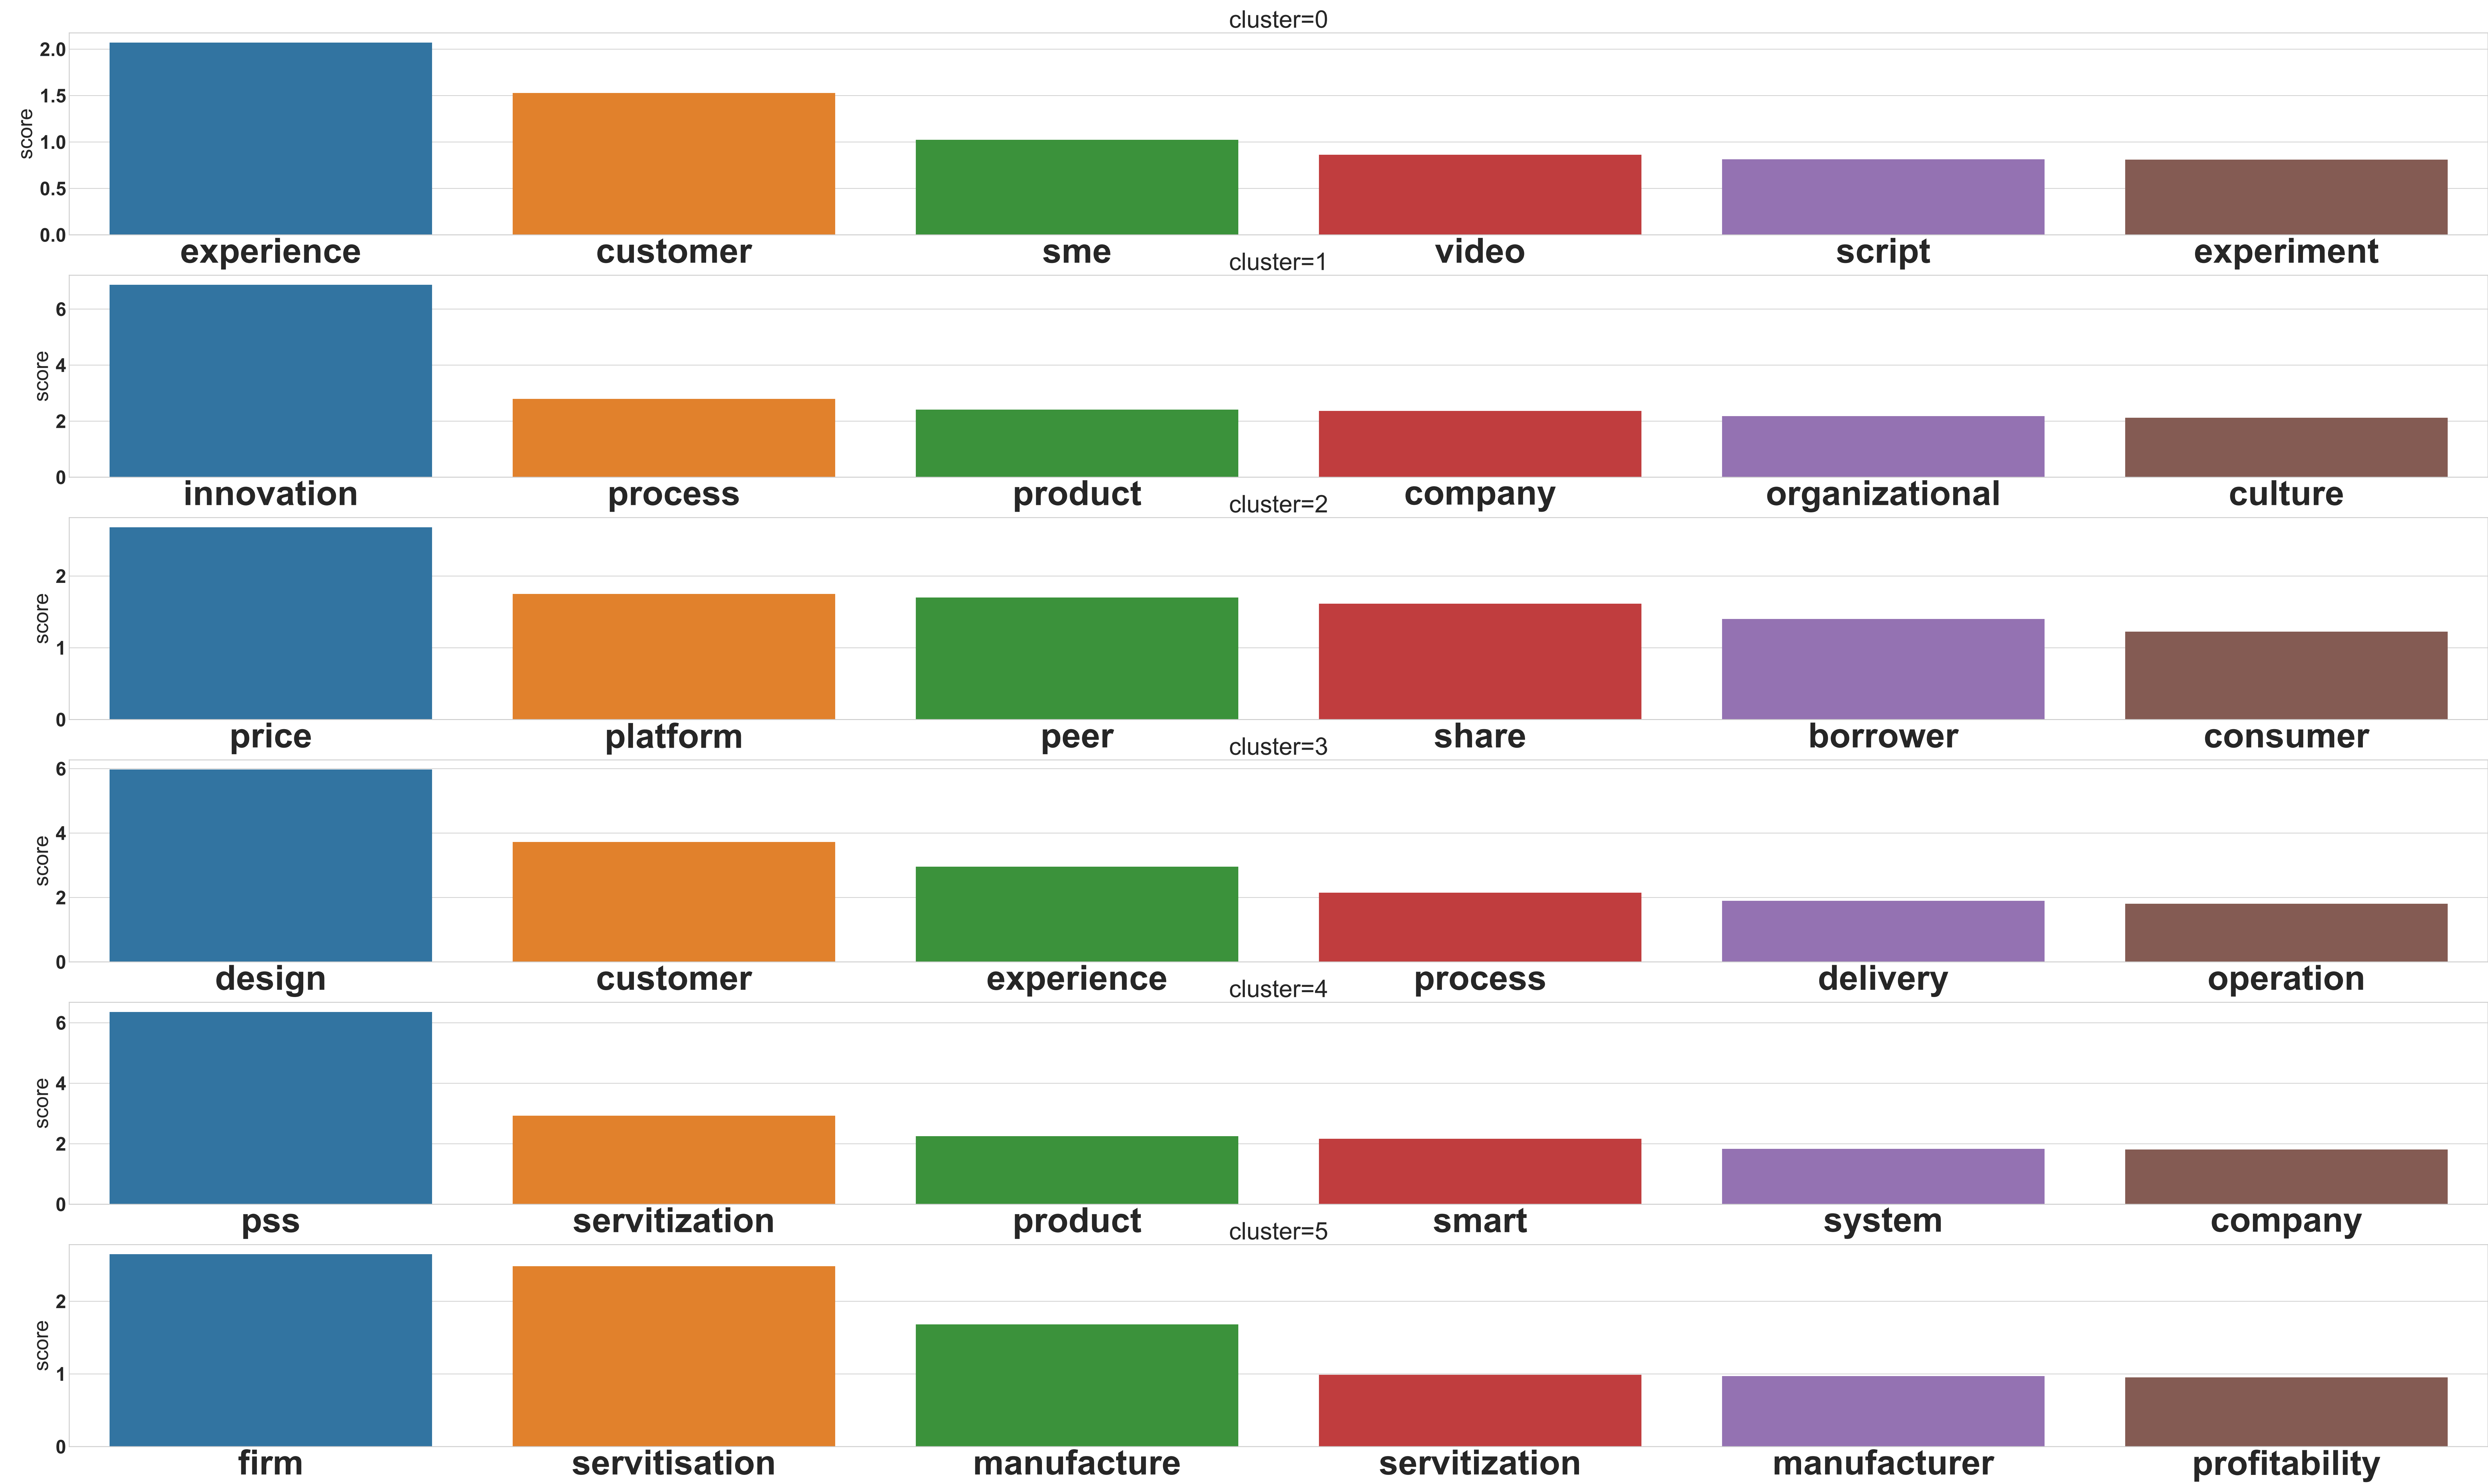 cluster=0
score
2.0
1.5
1.0
0.5
0.0
experience customer sme video script experiment
cluster=1
score
6
4
2
0
innovation process product company organizational culture
cluster=2
score
2
1
0
price platform peer share borrower consumer
cluster=3
score
6
4
2
0
design customer experience process delivery operation
cluster=4
score
6
4
2
0
pss servitization product smart system company
cluster=5
score
2
1
0
firm servitisation manufacture servitization manufacturer profitability